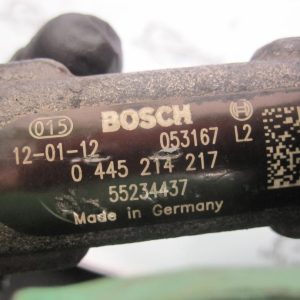 015 BOSCH
12-01-12 053167 L2
0 445 214 217
55234437
Made in Germany